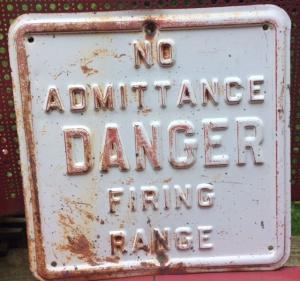 NO
ADMITTANCE
DANGER
FIRING
RANGE